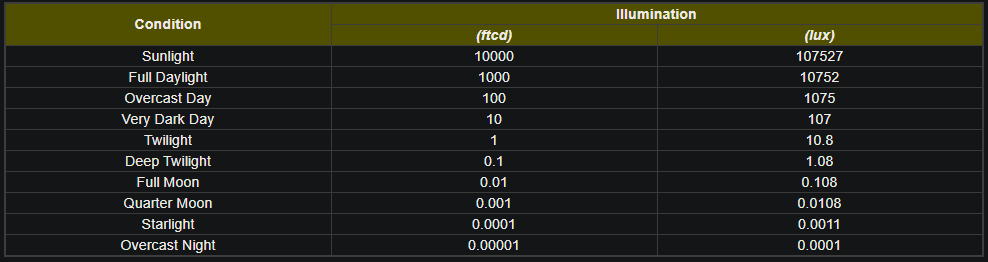 Condition Illumination
(ftcd) (lux)
Sunlight 10000 107527
Full Daylight 1000 10752
Overcast Day 100 1075
Very Dark Day 10 107
Twilight 1 10.8
Deep Twilight 0.1 1.08
Full Moon 0.01 0.108
Quarter Moon 0.001 0.0108
Starlight 0.0001 0.0011
Overcast Night 0.00001 0.0001